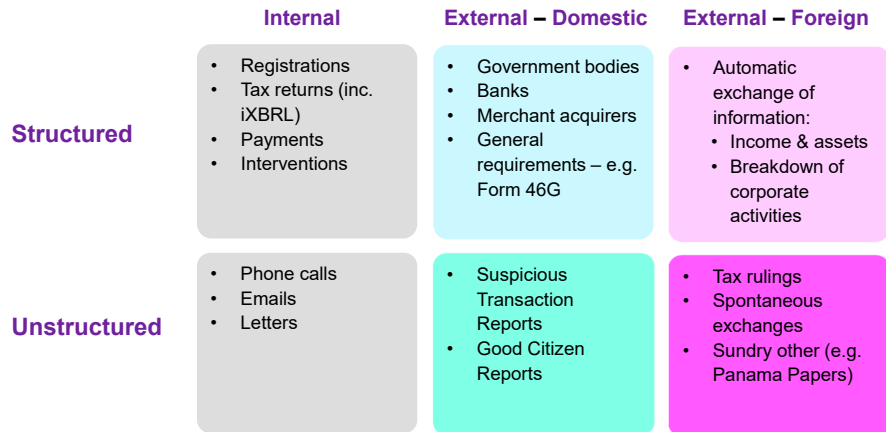 Internal
External – Domestic
External – Foreign
Structured
• Registrations
• Tax returns (inc.
iXBRL)
• Payments
• Interventions
• Government bodies
• Banks
• Merchant acquirers
• General
requirements – e.g.
Form 46G
• Automatic
exchange of
information:
• Income & assets
• Breakdown of
corporate
activities
Unstructured
• Phone calls
• Emails
• Letters
• Suspicious
Transaction
Reports
• Good Citizen
Reports
• Tax rulings
• Spontaneous
exchanges
• Sundry other (e.g.
Panama Papers)